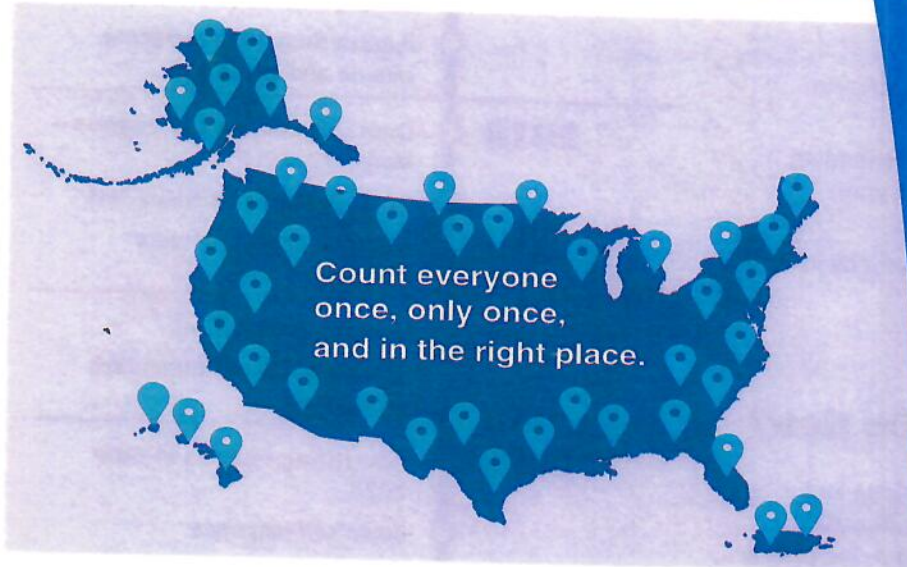 Count everyone
once, only once,
and in the right place.